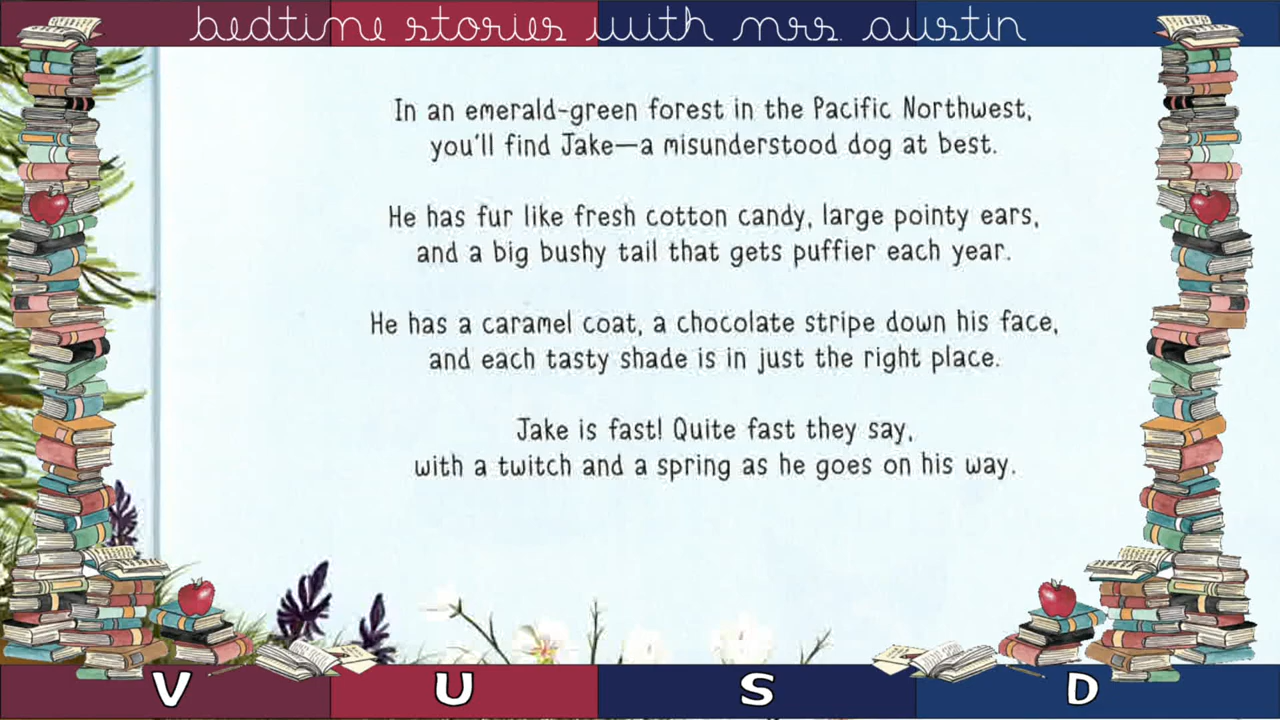 bedtime stories with mrs. austin
In an emerald-green forest in the Pacific Northwest,
you'll find Jake—a misunderstood dog at best.
He has fur like fresh cotton candy, large pointy ears,
and a big bushy tail that gets puffier each year.
He has a caramel coat, a chocolate stripe down his face,
and each tasty shade is in just the right place.
Jake is fast! Quite fast they say,
with a twitch and a spring as he goes on his way.
V U S D